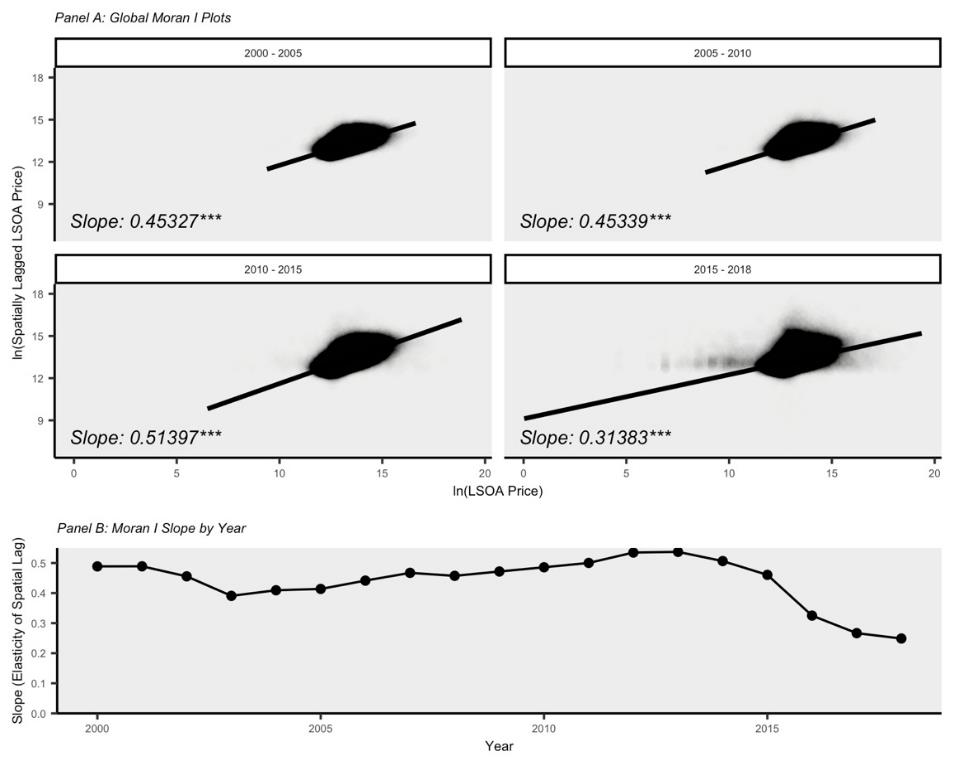 Panel A: Global Moran I Plots
2000 - 2005
2005 - 2010
18
15
12
9
Slope: 0.45327***
Slope: 0.45339***
2010 - 2015
2015 - 2018
18
15
12
9
Slope: 0.51397***
Slope: 0.31383***
ln(Spatially Lagged LSOA Price)
0 5 10 15 20
0 5 10 15 20
ln(LSOA Price)
Panel B: Moran I Slope by Year
Slope (Elasticity of Spatial Lag)
0.5
0.4
0.3
0.2
0.1
0.0
2000 2005 2010 2015
Year